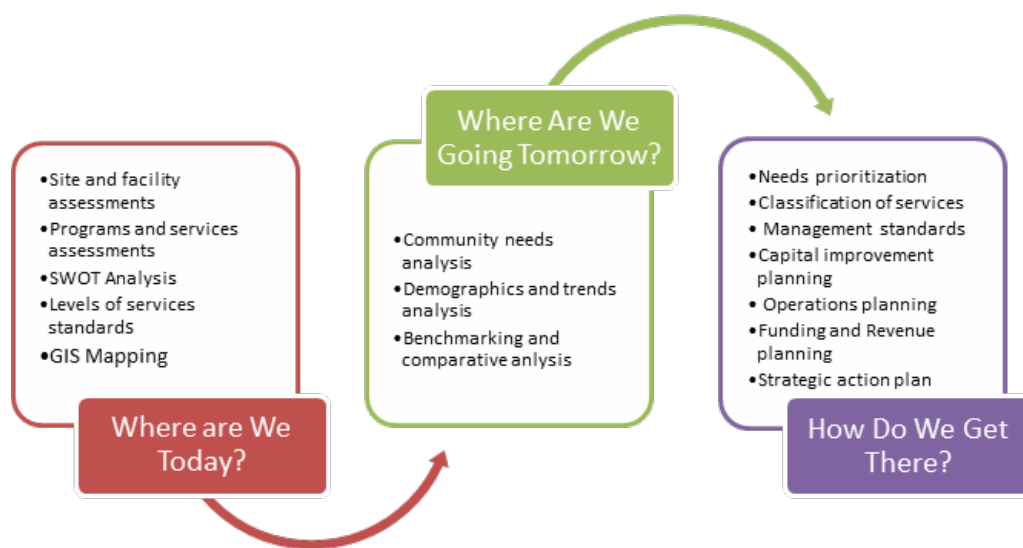 •Site and facility
assessments
•Programs and services
assessments
•SWOT Analysis
•Levels of services
standards
•GIS Mapping
Where are We
Today?
Where Are We
Going Tomorrow?
•Community needs
analysis
•Demographics and trends
analysis
•Benchmarking and
comparative anlysis
•Needs prioritization
•Classification of services
• Management standards
•Capital improvement
planning
• Operations planning
•Funding and Revenue
planning
•Strategic action plan
How Do We Get
There?